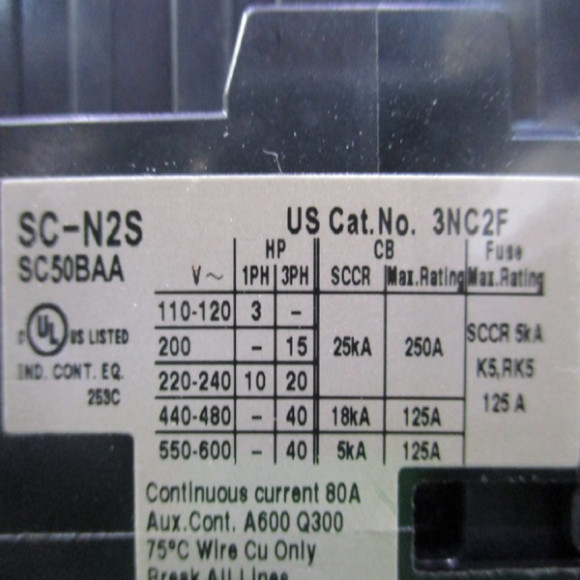 SC-N2S US Cat.No. 3NC2F
SC50BAA
HP CB Fuse
V~ 1PH 3PH SCCR Max.Rating Max.Rating
110-120 3 -
200 - 15 25kA 250A SCCR 5kA
220-240 10 20 K5,RK5
440-480 - 40 18kA 125A 125A
550-600 - 40 5kA 125A
UL US LISTED
IND. CONT. EQ.
253C
Continuous current 80A
Aux.Cont. A600 Q300
75°C Wire Cu Only
Break All Lines